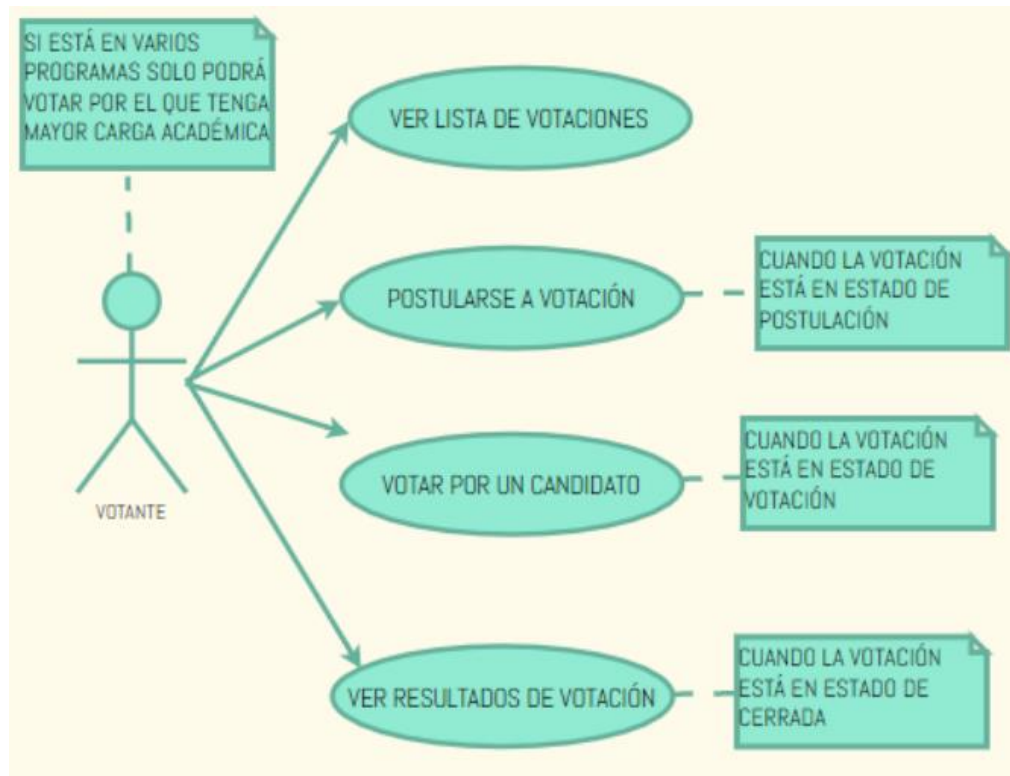 SI ESTÁ EN VARIOS
PROGRAMAS SOLO PODRÁ
VOTAR POR EL QUE TENGA
MAYOR CARGA ACADÉMICA
VER LISTA DE VOTACIONES
POSTULARSE A VOTACIÓN
CUANDO LA VOTACIÓN
ESTÁ EN ESTADO DE
POSTULACIÓN
VOTANTE
VOTAR POR UN CANDIDATO
CUANDO LA VOTACIÓN
ESTÁ EN ESTADO DE
VOTACIÓN
VER RESULTADOS DE VOTACIÓN
CUANDO LA VOTACIÓN
ESTÁ EN ESTADO DE
CERRADA